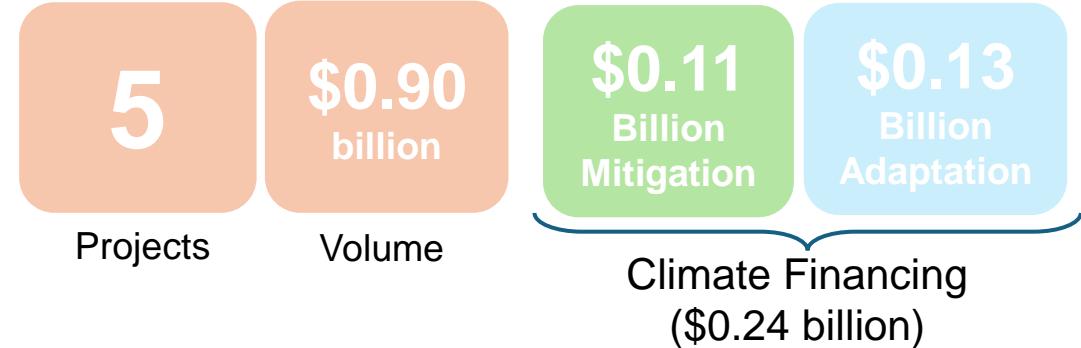 5
$0.90
billion
$0.11
Billion
Mitigation
$0.13
Billion
Adaptation
Projects
Volume
Climate Financing
($0.24 billion)